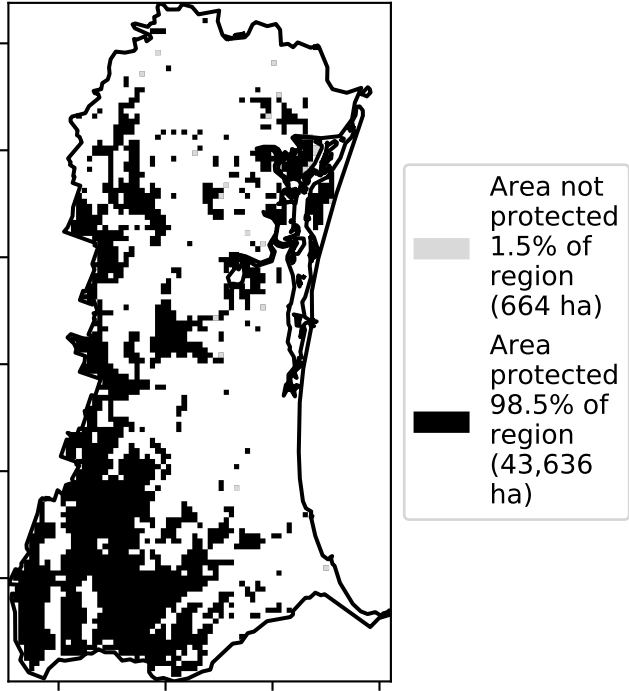 Area not
protected
1.5% of
region
(664 ha)
Area
protected
98.5% of
region
(43,636
ha)